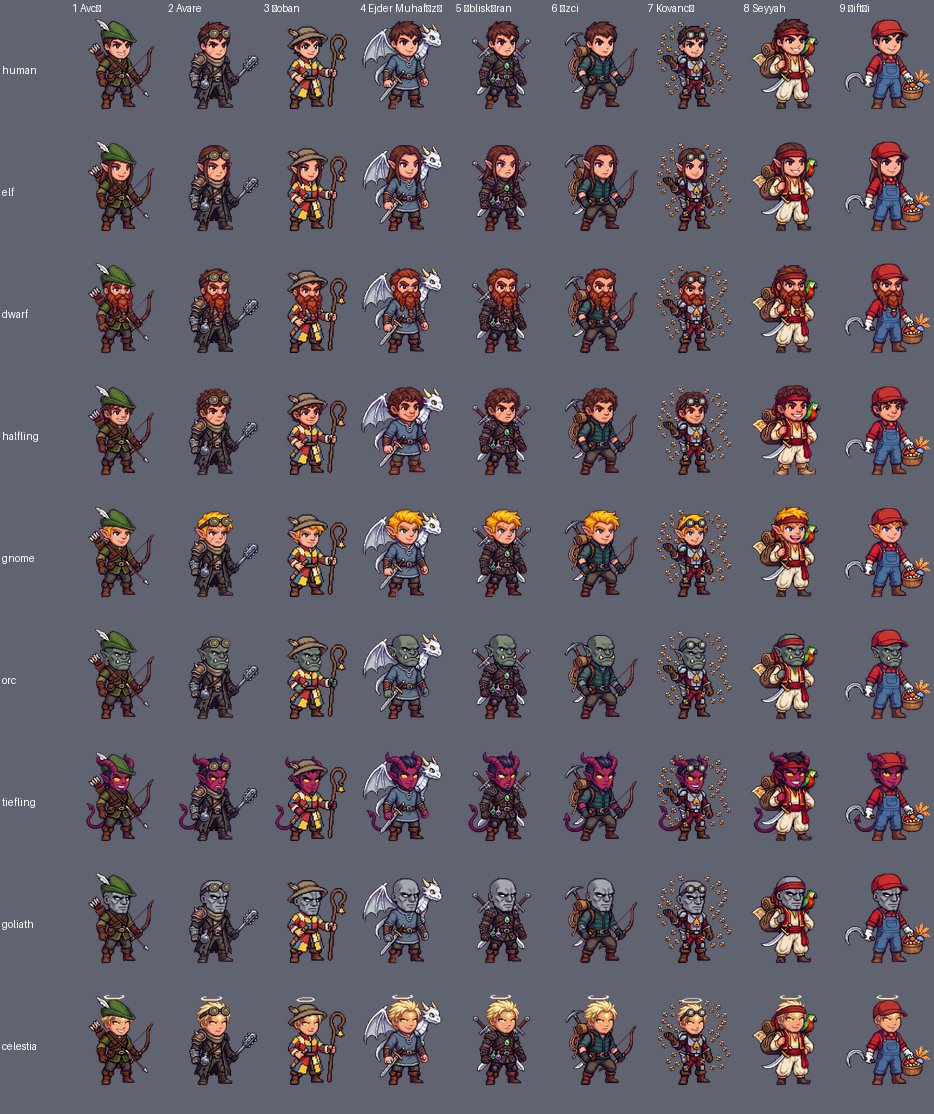 1 Avc▯ 2 Avare 3 ▯oban 4 Ejder Muhaf▯z▯ 5 ▯blisk▯ran 6 ▯zci 7 Kovanc▯ 8 Seyyah 9 ▯ift▯i
human
elf
dwarf
halfling
gnome
orc
tiefling
goliath
celestia